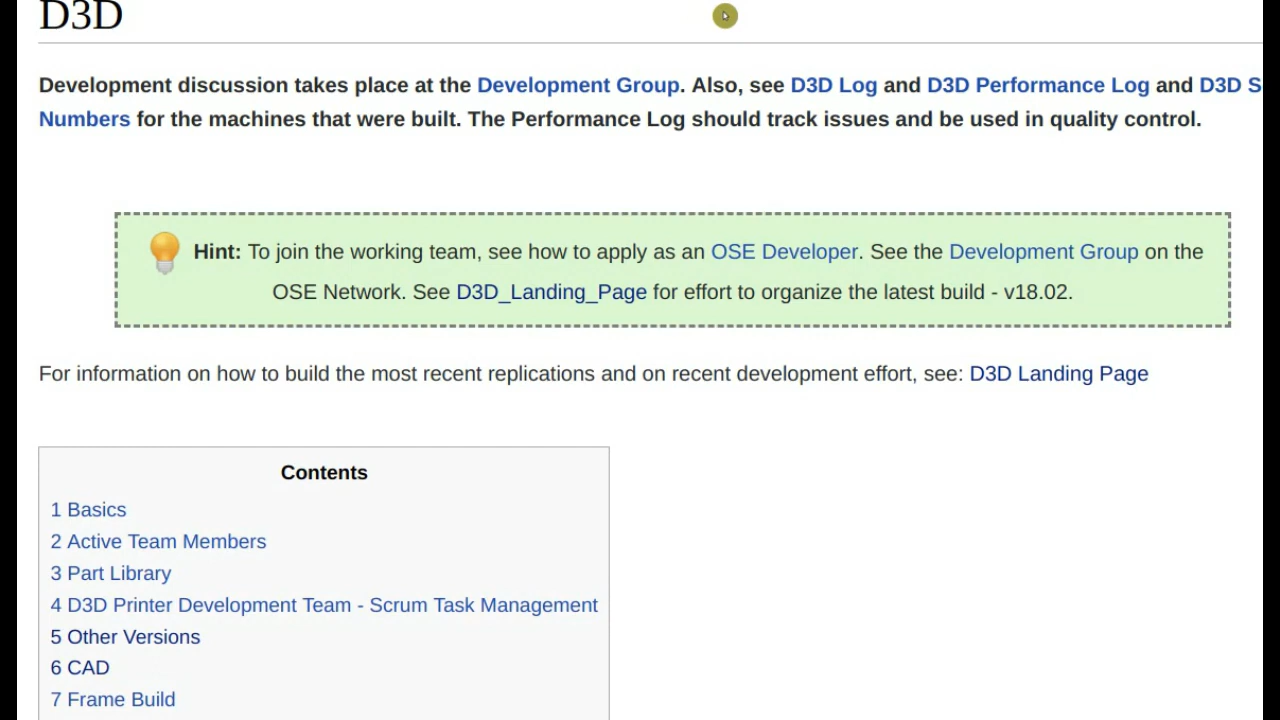 D3D
Development discussion takes place at the Development Group. Also, see D3D Log and D3D Performance Log and D3D S
Numbers for the machines that were built. The Performance Log should track issues and be used in quality control.
Hint: To join the working team, see how to apply as an OSE Developer. See the Development Group on the
OSE Network. See D3D_Landing_Page for effort to organize the latest build - v18.02.
For information on how to build the most recent replications and on recent development effort, see: D3D Landing Page
Contents
1 Basics
2 Active Team Members
3 Part Library
4 D3D Printer Development Team - Scrum Task Management
5 Other Versions
6 CAD
7 Frame Build